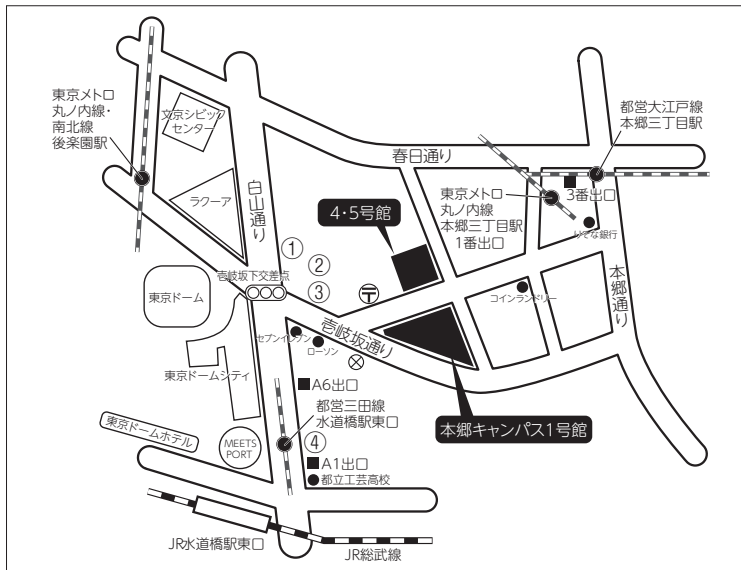 東京メトロ
丸ノ内線・
南北線
後楽園駅
文京シビック
センター
ラクーア
白山通り
春日通り
都営大江戸線
本郷三丁目駅
3番出口
東京メトロ
丸ノ内線
本郷三丁目駅
1番出口
りそな銀行
4・5号館
①
②
③
壱岐坂下交差点
東京ドーム
コインランドリー
本郷通り
壱岐坂通り
セブンイレブン
ローソン
東京ドームシティ
A6出口
都営三田線
水道橋駅東口
④
本郷キャンパス1号館
東京ドームホテル
MEETS
PORT
A1出口
都立工芸高校
JR水道橋駅東口
JR総武線